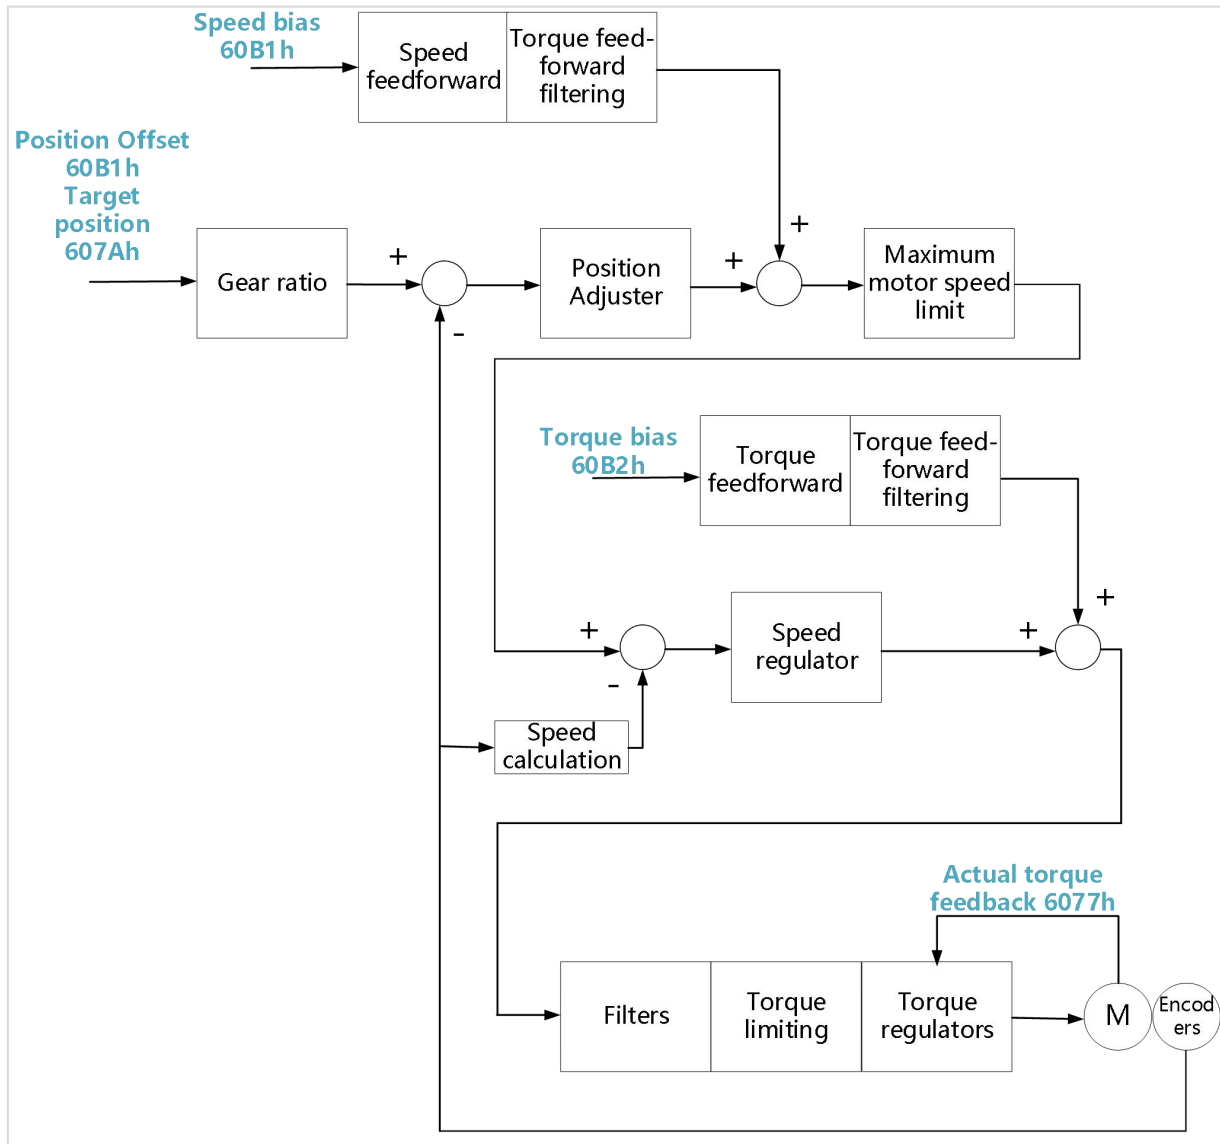 Speed bias
60B1h
Speed
feedforward
Torque feed-
forward
filtering
Position Offset
60B1h
Target
position
607Ah
Gear ratio
+
-
Position
Adjuster
+
+
Maximum
motor speed
limit
Torque bias
60B2h
Torque
feedforward
Torque feed-
forward
filtering
+
-
Speed
regulator
+
+
Speed
calculation
Actual torque
feedback 6077h
Filters
Torque
limiting
Torque
regulators
M
Encod
ers